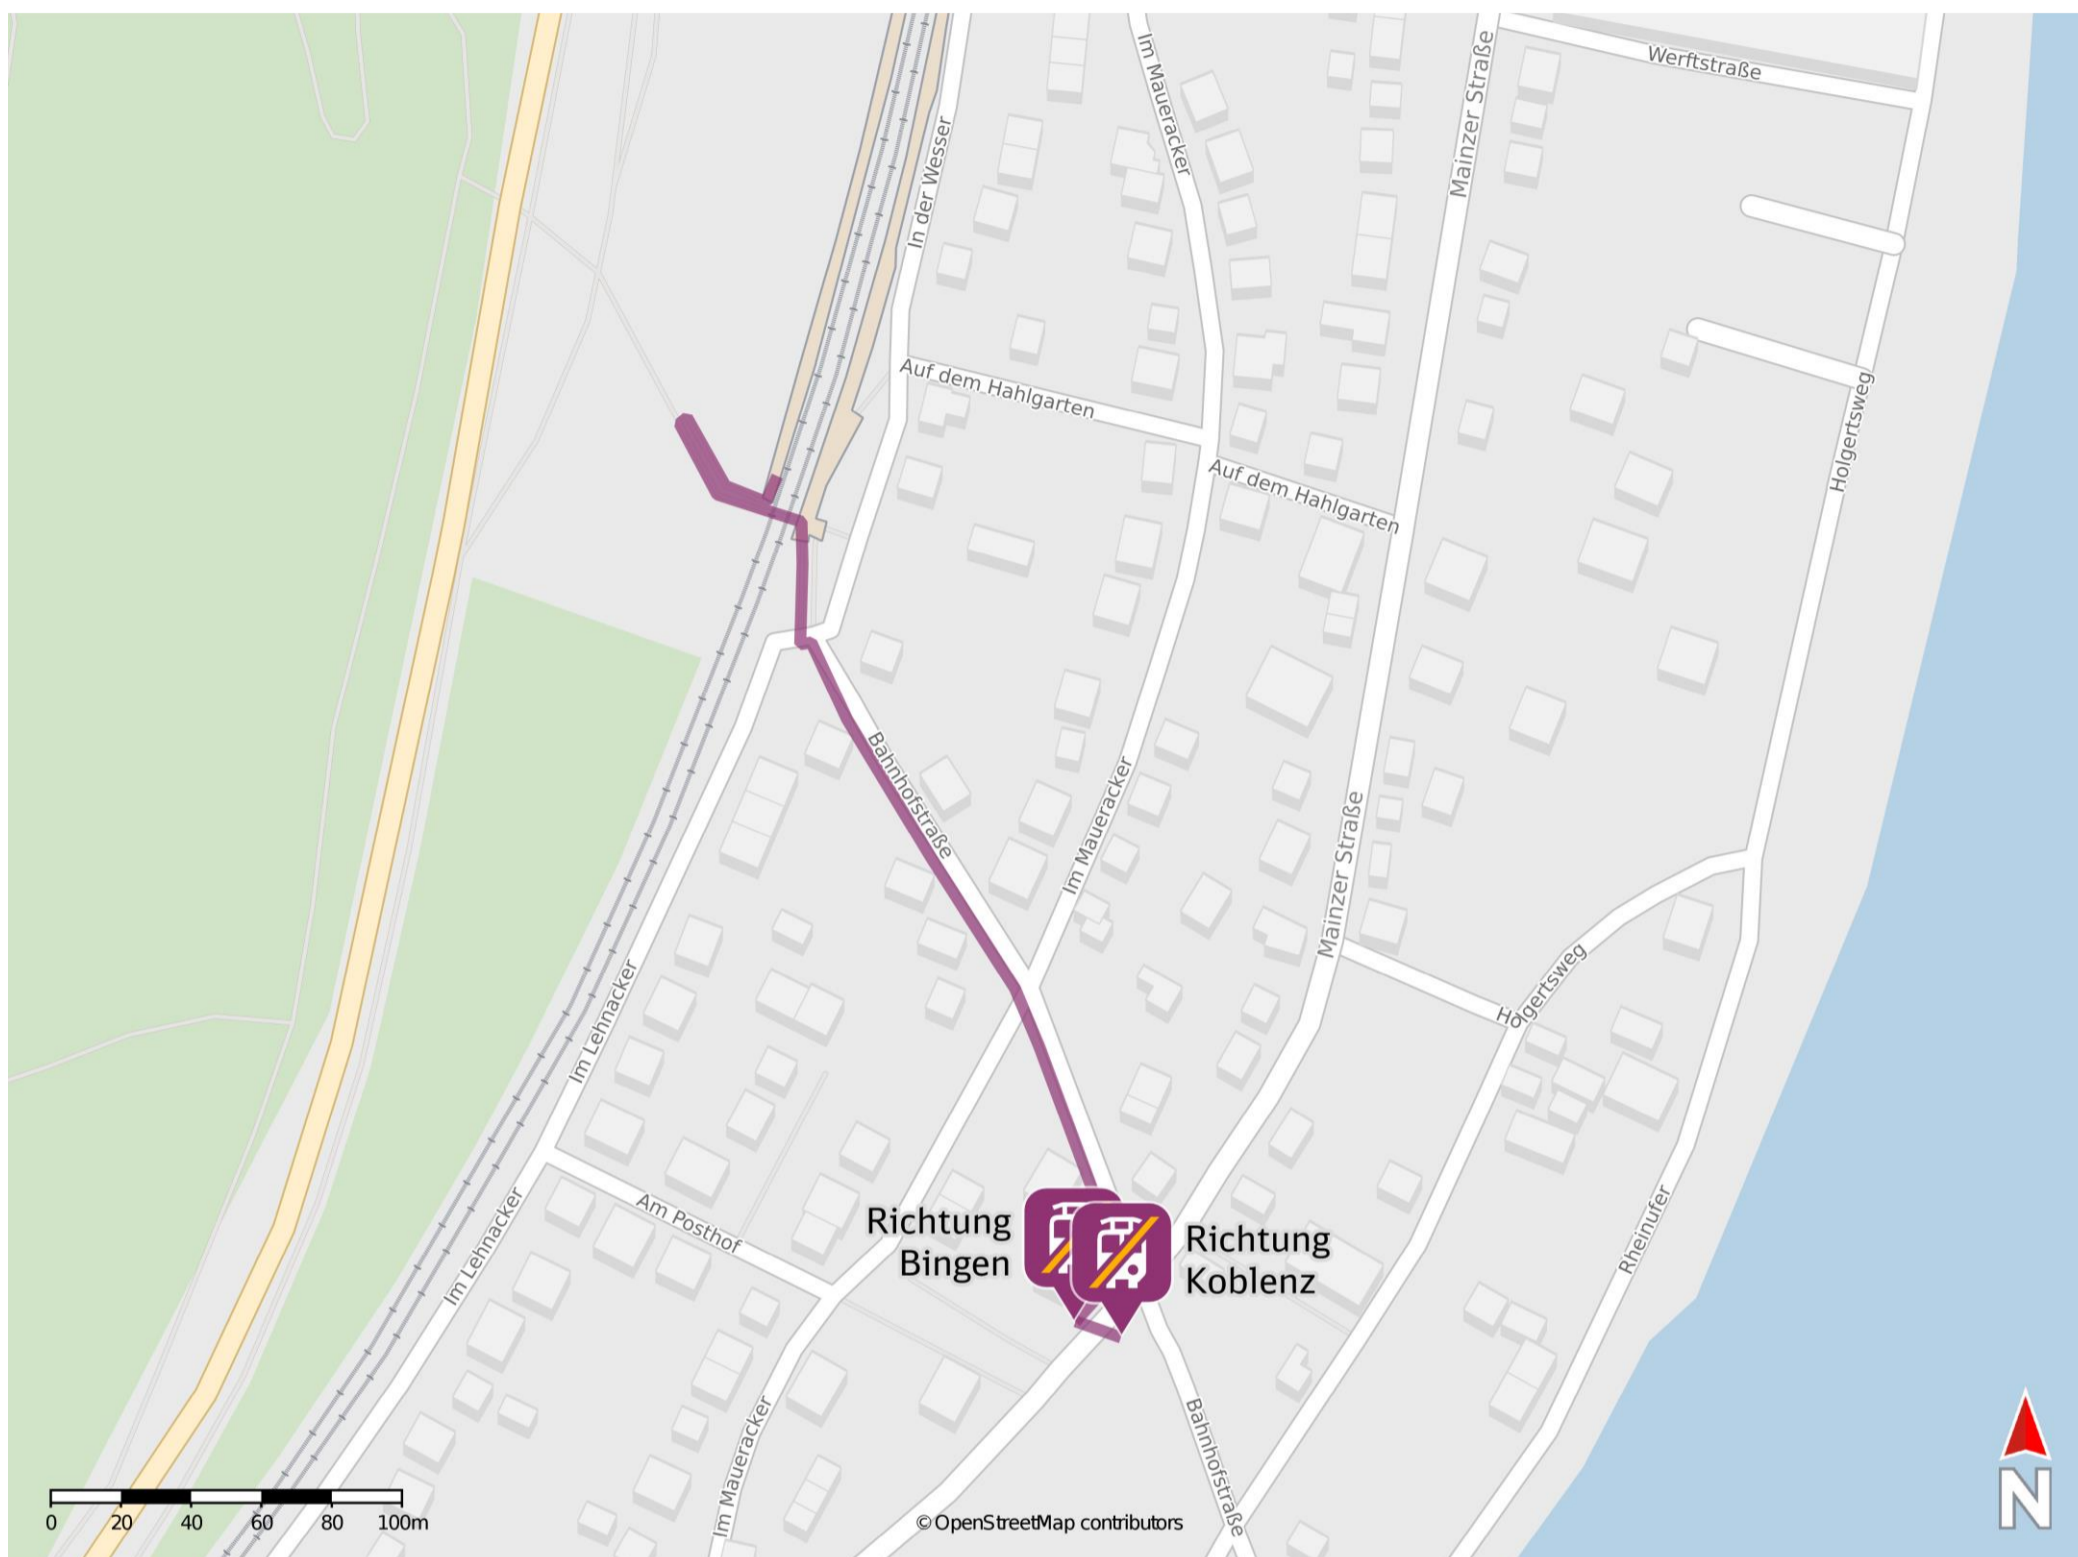 Werftstraße
Im Maueracker
Mainzer Straße
In der Wesser
Auf dem Hahlgarten
Holgertsweg
Auf dem Hahlgarten
Bahnhofstraße
Im Maueracker
Mainzer Straße
Holgertsweg
Im Lehnacker
Am Posthof
Im Lehnacker
Richtung
Bingen
Richtung
Koblenz
Rheinufer
Im Maueracker
Bahnhofstraße
0 20 40 60 80 100m
© OpenStreetMap contributors
N